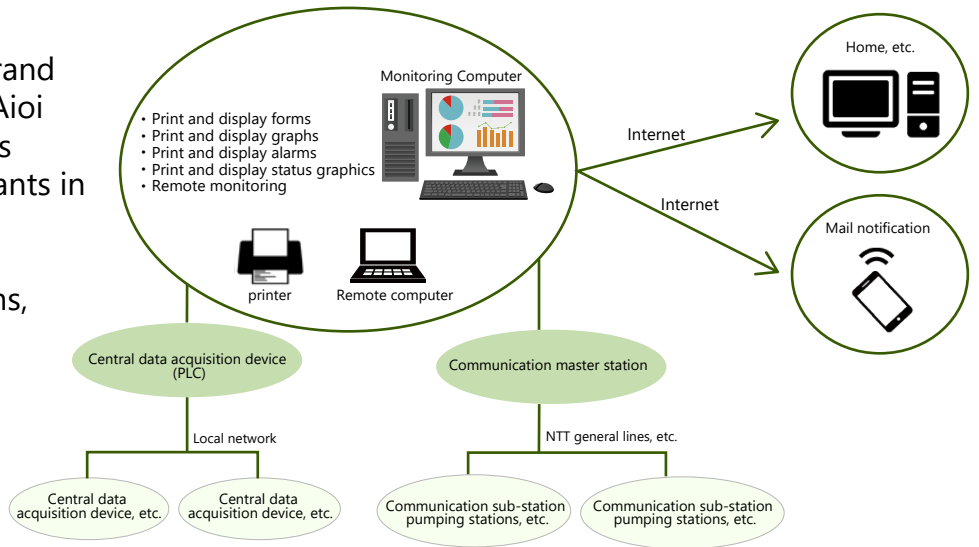 rand
Aioi
s
ants in
ns,
Monitoring Computer
・Print and display forms
・Print and display graphs
・Print and display alarms
・Print and display status graphics
・Remote monitoring
printer
Remote computer
Internet
Internet
Home, etc.
Mail notification
Central data acquisition device
(PLC)
Communication master station
Local network
NTT general lines, etc.
Central data
acquisition device, etc.
Central data
acquisition device, etc.
Communication sub-station
pumping stations, etc.
Communication sub-station
pumping stations, etc.